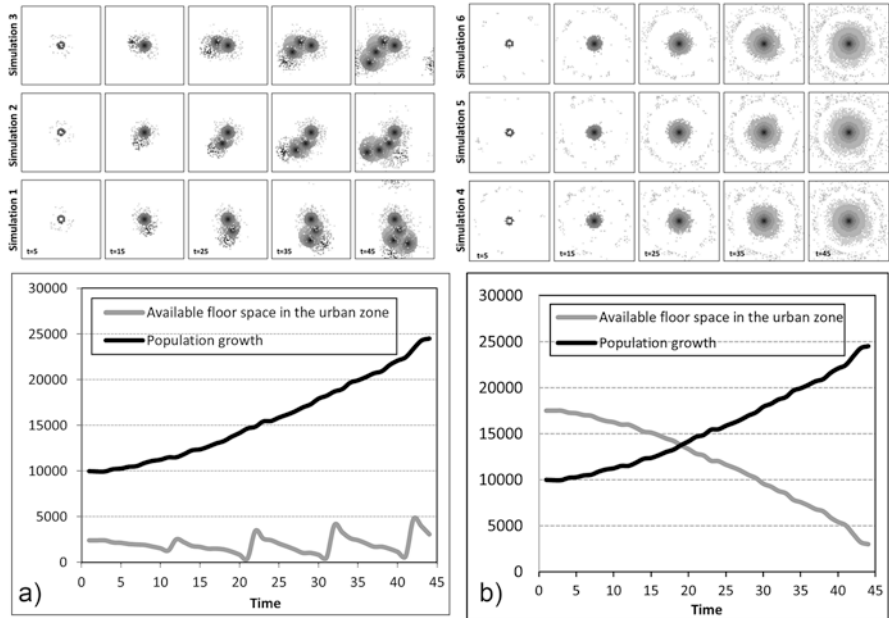 Simulation 3
Simulation 2
Simulation 1
t=5
t=15
t=25
t=35
t=45
Simulation 6
Simulation 5
Simulation 4
t=5
t=15
t=25
t=35
t=45
30000
25000
20000
15000
10000
5000
0
Available floor space in the urban zone
Population growth
0 5 10 15 20 25 30 35 40 45
Time
a)
30000
25000
20000
15000
10000
5000
0
Available floor space in the urban zone
Population growth
0 5 10 15 20 25 30 35 40 45
Time
b)